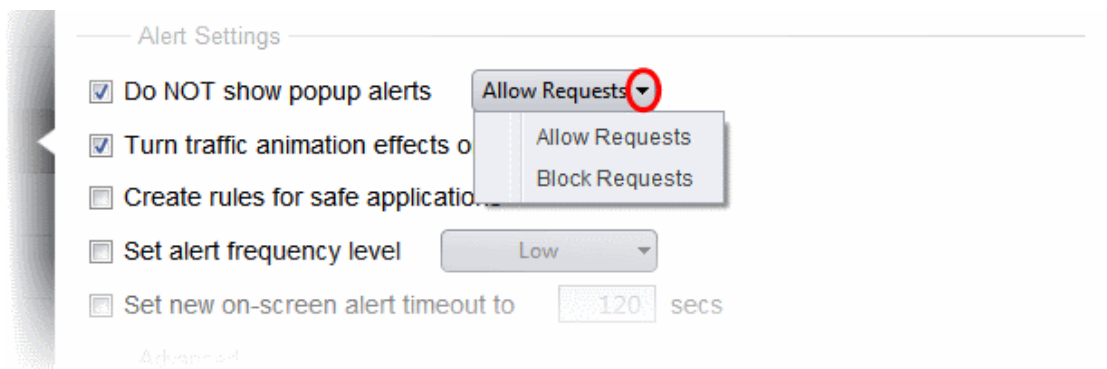 Alert Settings
Do NOT show popup alerts Allow Requests
Turn traffic animation effects o Allow Requests
Block Requests
Create rules for safe applicatio
Set alert frequency level Low
Set new on-screen alert timeout to 120 secs
Advanced